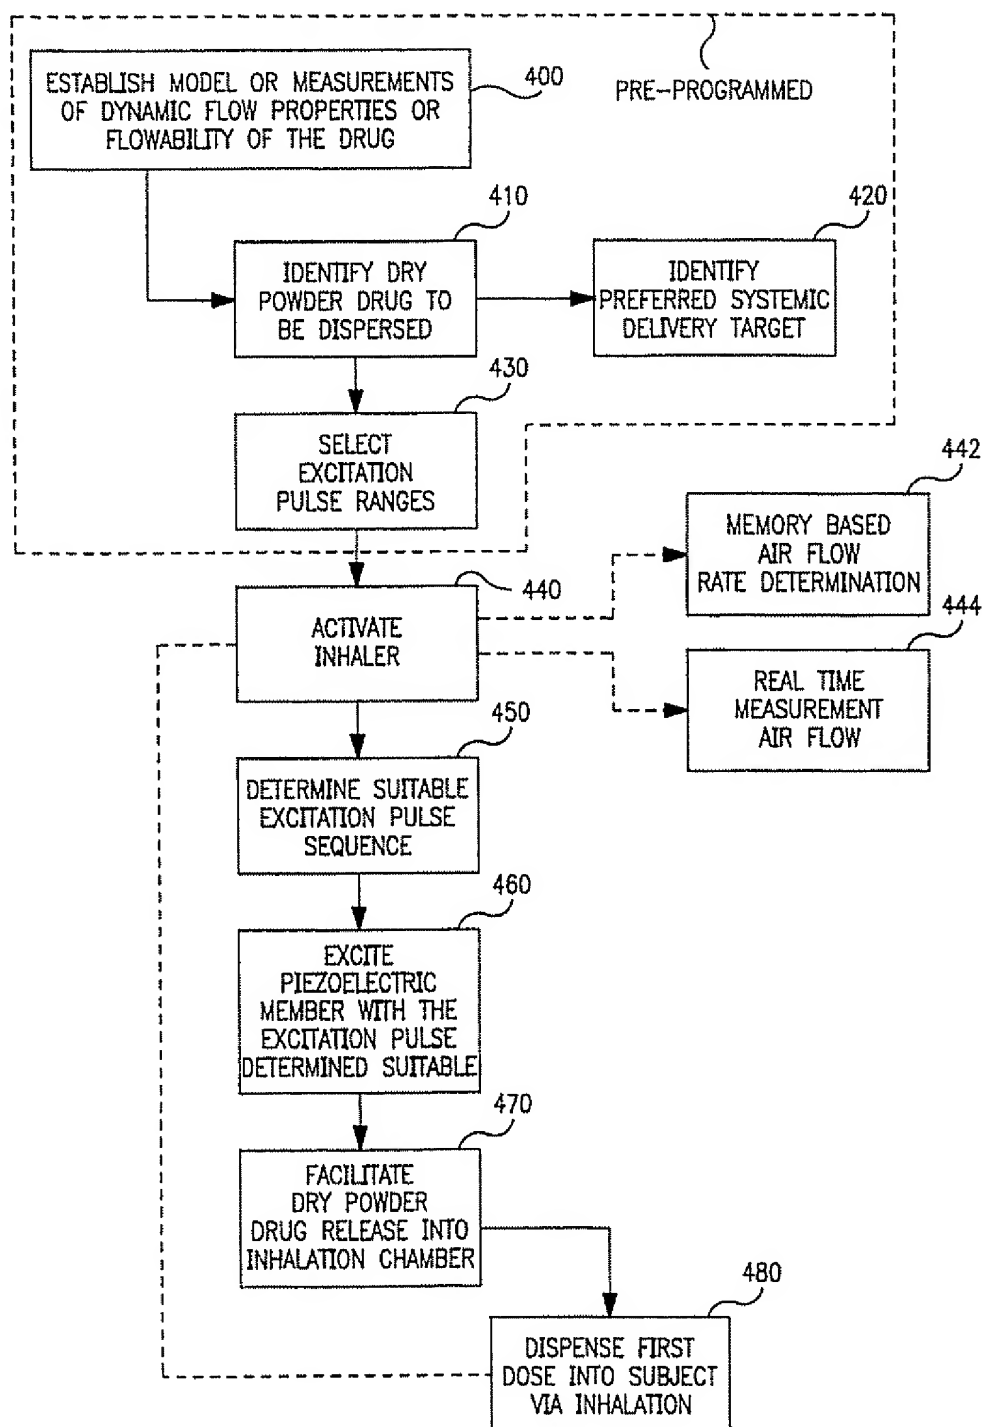 ESTABLISH MODEL OR MEASUREMENTS
OF DYNAMIC FLOW PROPERTIES OR
FLOWABILITY OF THE DRUG
400
PRE-PROGRAMMED
410
IDENTIFY DRY
POWDER DRUG TO
BE DISPERSED
420
IDENTIFY
PREFERRED SYSTEMIC
DELIVERY TARGET
430
SELECT
EXCITATION
PULSE RANGES
440
ACTIVATE
INHALER
442
MEMORY BASED
AIR FLOW
RATE DETERMINATION
444
REAL TIME
MEASUREMENT
AIR FLOW
450
DETERMINE SUITABLE
EXCITATION PULSE
SEQUENCE
460
EXCITE
PIEZOELECTRIC
MEMBER WITH THE
EXCITATION PULSE
DETERMINED SUITABLE
470
FACILITATE
DRY POWDER
DRUG RELEASE INTO
INHALATION CHAMBER
480
DISPENSE FIRST
DOSE INTO SUBJECT
VIA INHALATION